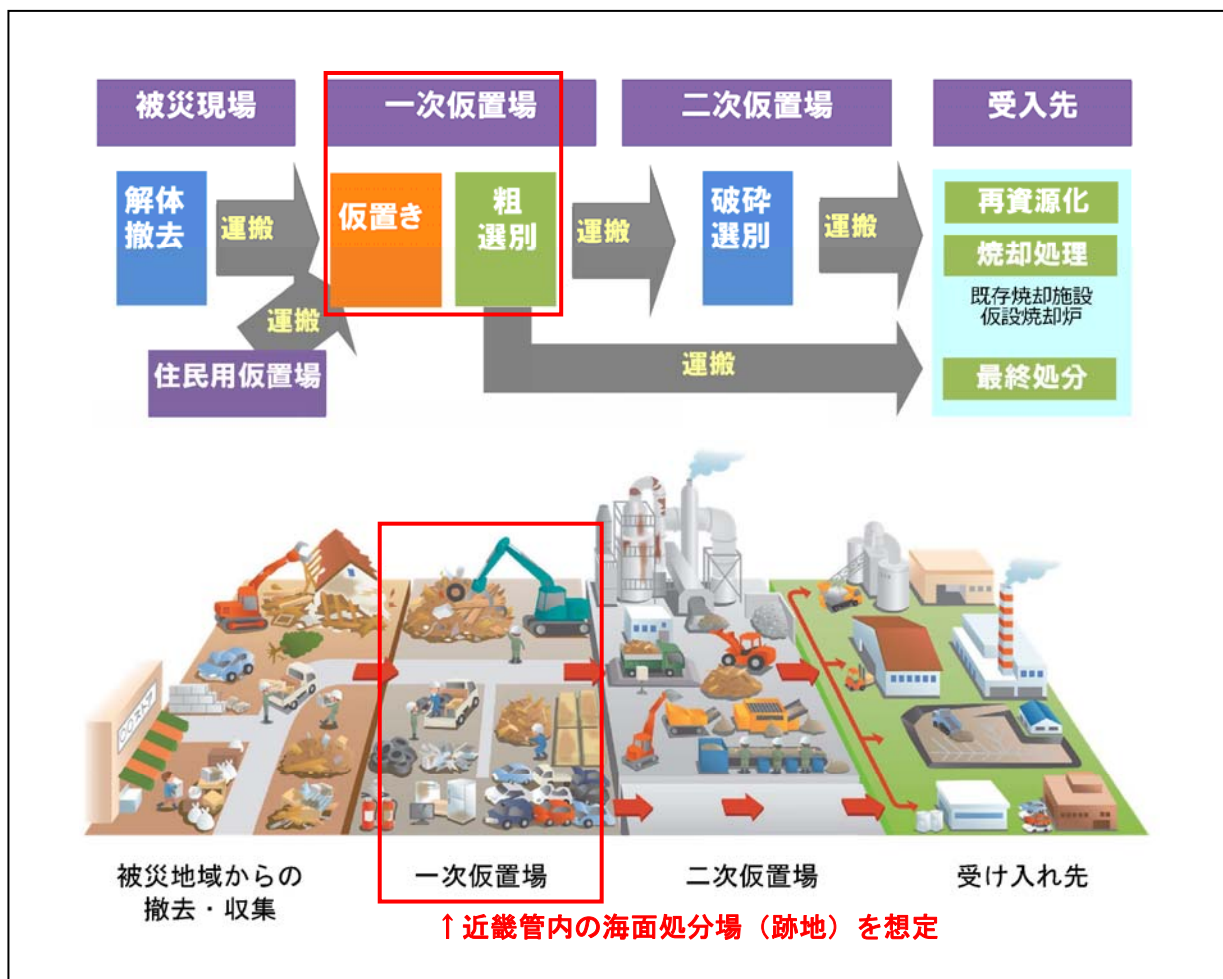 被災現場
一次仮置場
二次仮置場
受入先
解体
撤去
運搬
仮置き
粗
選別
運搬
破砕
選別
運搬
再資源化
焼却処理
既存焼却施設
仮設焼却炉
運搬
住民用仮置場
運搬
最終処分
被災地域からの
撤去・収集
一次仮置場
二次仮置場
受け入れ先
↑近畿管内の海面処分場（跡地）を想定